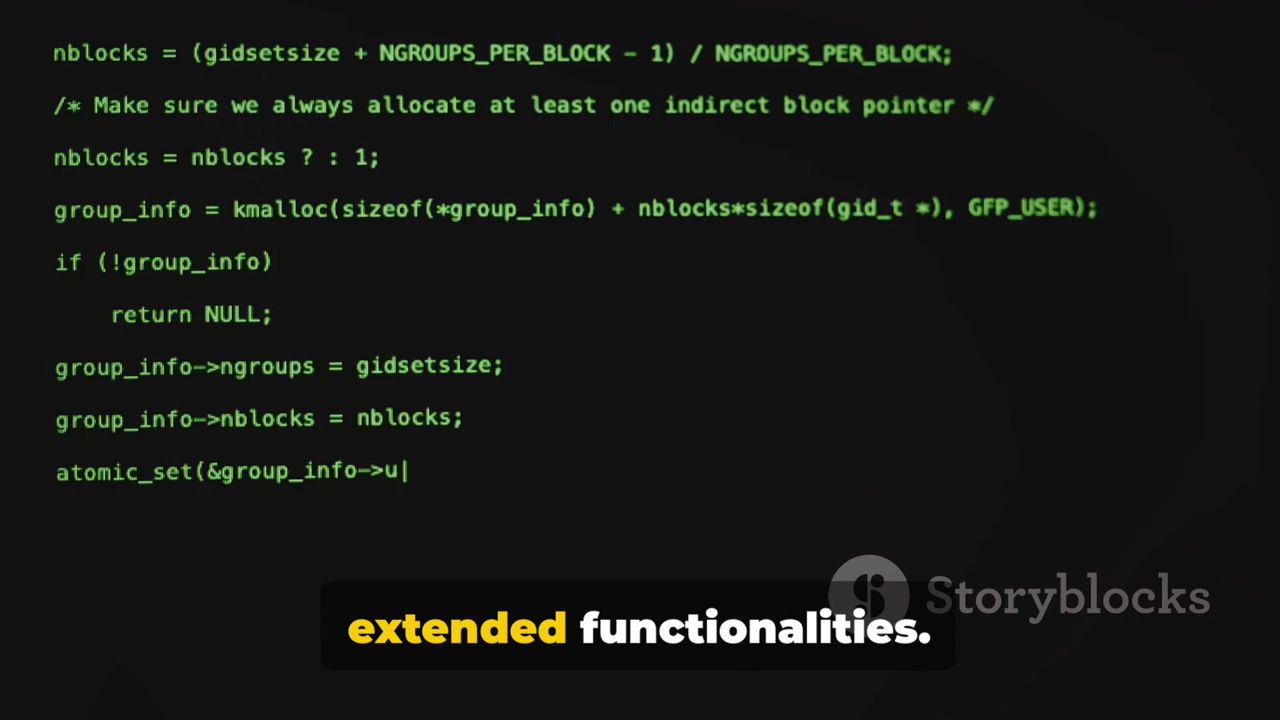 nblocks = (gidsetsize + NGROUPS_PER_BLOCK - 1) / NGROUPS_PER_BLOCK;
/* Make sure we always allocate at least one indirect block pointer */
nblocks = nblocks ? : 1;
group_info = kmalloc(sizeof(*group_info) + nblocks*sizeof(gid_t *), GFP_USER);
if (!group_info)
    return NULL;
group_info->ngroups = gidsetsize;
group_info->nblocks = nblocks;
atomic_set(&group_info->u|
Storyblocks
extended functionalities.